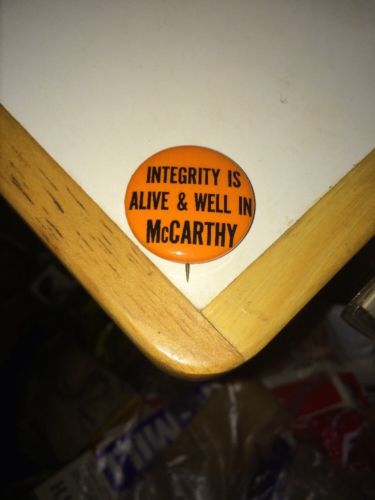 INTEGRITY IS
ALIVE & WELL IN
McCARTHY